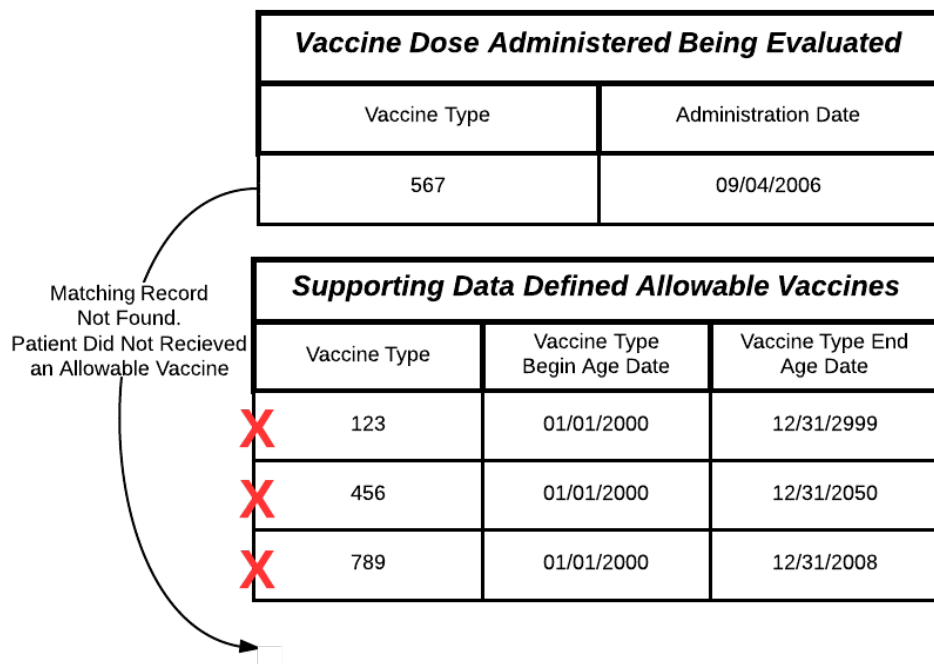 Vaccine Dose Administered Being Evaluated
Vaccine Type
Administration Date
567
09/04/2006
Matching Record
Not Found.
Patient Did Not Recieved
an Allowable Vaccine
Supporting Data Defined Allowable Vaccines
Vaccine Type
Vaccine Type
Begin Age Date
Vaccine Type End
Age Date
X
123
01/01/2000
12/31/2999
X
456
01/01/2000
12/31/2050
X
789
01/01/2000
12/31/2008